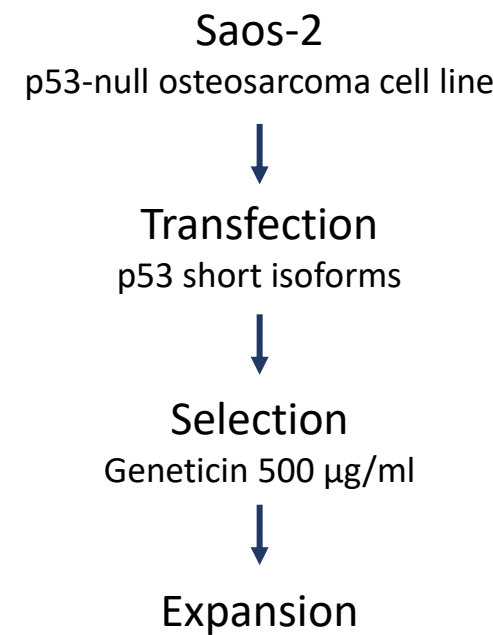 Saos-2
p53-null osteosarcoma cell line
Transfection
p53 short isoforms
Selection
Geneticin 500 µg/ml
Expansion